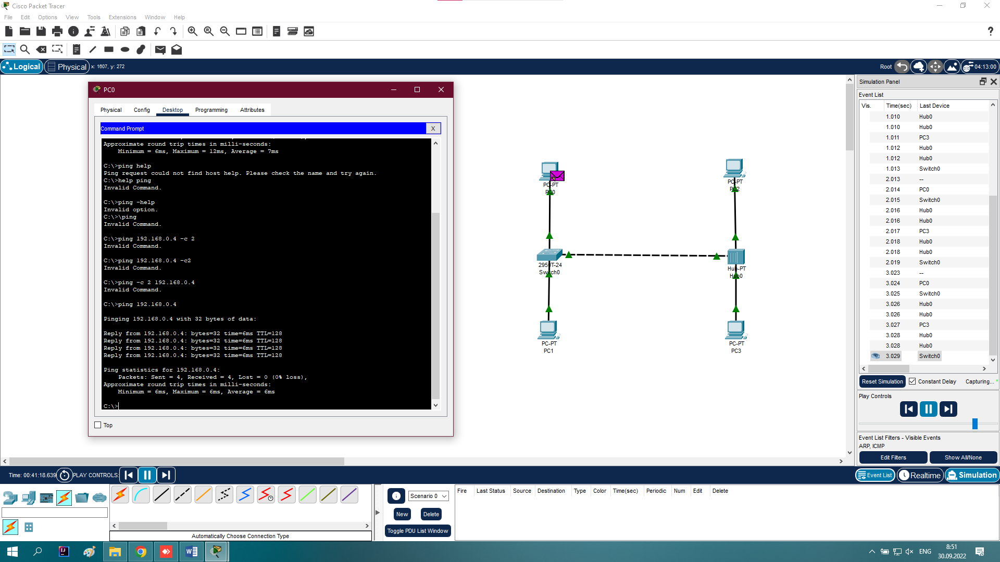 Cisco Packet Tracer
File Edit Options View Tools Extensions Window Help
Logical Physical x: 1607, y: 272 Root 04:13:00
PC0
Physical Config Desktop Programming Attributes
Command Prompt X
Approximate round trip times in milli-seconds:
Minimum = 6ms, Maximum = 12ms, Average = 7ms
C:\>ping help
Ping request could not find host help. Please check the name and try again.
C:\>help ping
Invalid Command.
C:\>ping -help
Invalid option.
C:\>\ping
Invalid Command.
C:\>ping 192.168.0.4 -c 2
Invalid Command.
C:\>ping 192.168.0.4 -c2
Invalid Command.
C:\>ping -c 2 192.168.0.4
Invalid Command.
C:\>ping 192.168.0.4
Pinging 192.168.0.4 with 32 bytes of data:
Reply from 192.168.0.4: bytes=32 time=6ms TTL=128
Reply from 192.168.0.4: bytes=32 time=6ms TTL=128
Reply from 192.168.0.4: bytes=32 time=6ms TTL=128
Reply from 192.168.0.4: bytes=32 time=6ms TTL=128
Ping statistics for 192.168.0.4:
Packets: Sent = 4, Received = 4, Lost = 0 (0% loss),
Approximate round trip times in milli-seconds:
Minimum = 6ms, Maximum = 6ms, Average = 6ms
C:\>
Top
PC-PT
PC0
PC-PT
PC2
2950T-24
Switch0
Hub-PT
Hub0
PC-PT
PC1
PC-PT
PC3
Simulation Panel
Event List
Vis. Time(sec) Last Device
1.010 Hub0
1.010 Hub0
1.011 PC3
1.012 Hub0
1.012 Hub0
1.013 Switch0
2.013 --
2.014 PC0
2.015 Switch0
2.016 Hub0
2.016 Hub0
2.017 PC3
2.018 Hub0
2.018 Hub0
2.019 Switch0
3.023 --
3.024 PC0
3.025 Switch0
3.026 Hub0
3.026 Hub0
3.027 PC3
3.028 Hub0
3.028 Hub0
3.029 Switch0
Reset Simulation Constant Delay Capturing... *
Play Controls
Event List Filters - Visible Events
ARP, ICMP
Edit Filters Show All/None
Time: 00:41:18.639 PLAY CONTROLS: Event List Realtime Simulation
Automatically Choose Connection Type
Scenario 0
New Delete
Toggle PDU List Window
Fire Last Status Source Destination Type Color Time(sec) Periodic Num Edit Delete
ENG 8:51
30.09.2022